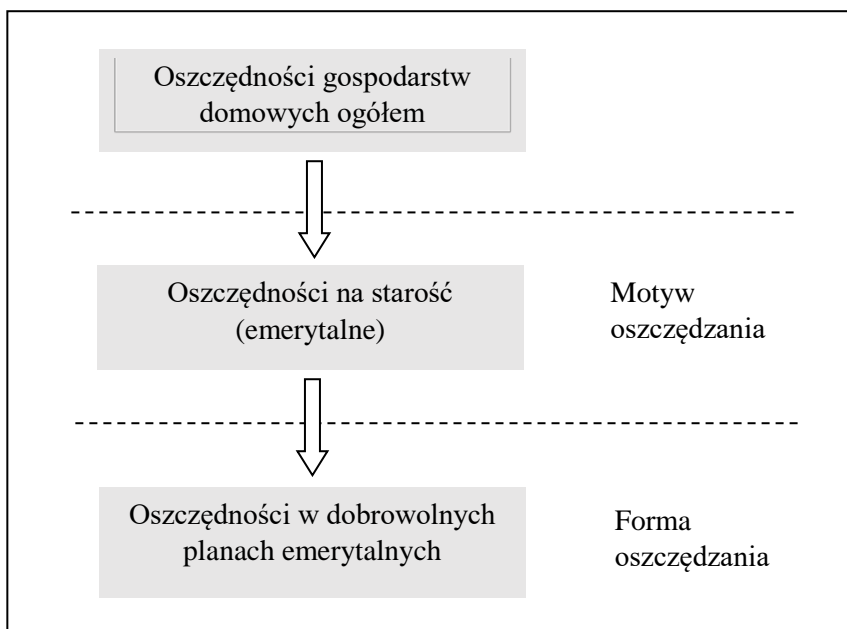 Oszczędności gospodarstw
domowych ogółem
Oszczędności na starość
(emerytalne)
Motyw
oszczędzania
Oszczędności w dobrowolnych
planach emerytalnych
Forma
oszczędzania